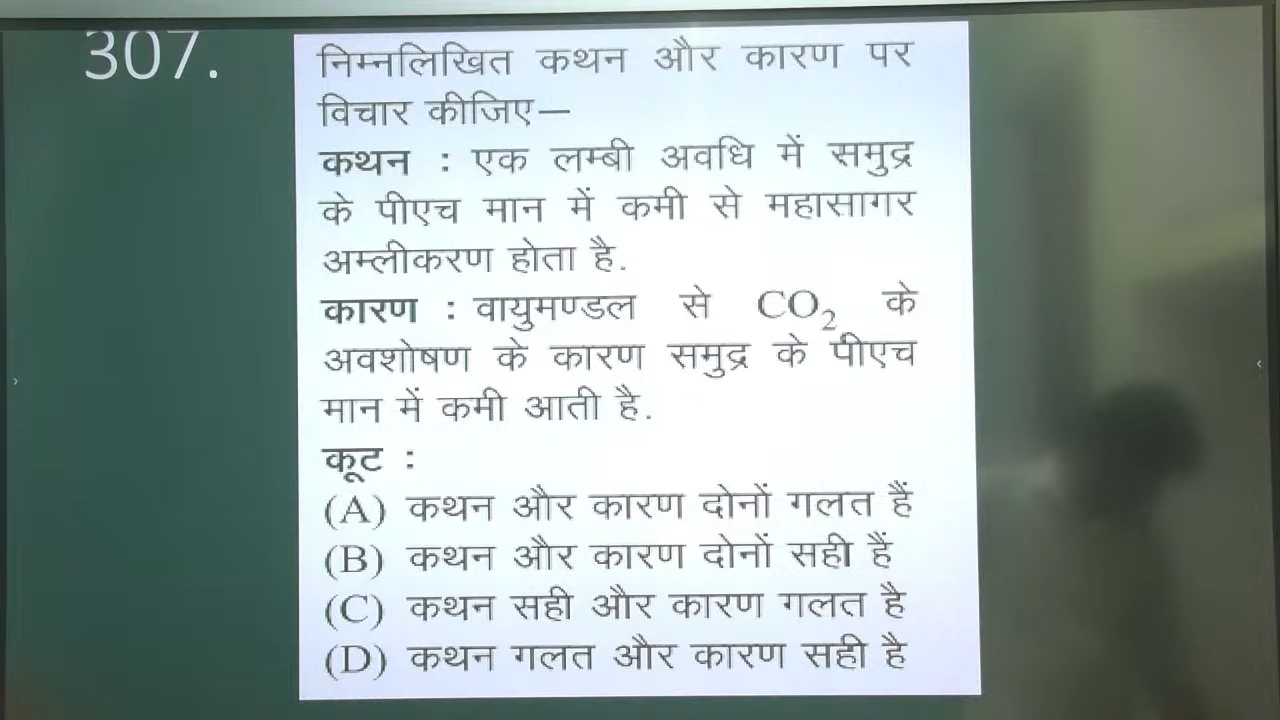 307.
निम्नलिखित कथन और कारण पर
विचार कीजिए—
कथन : एक लम्बी अवधि में समुद्र
के पीएच मान में कमी से महासागर
अम्लीकरण होता है.
कारण : वायुमण्डल से CO₂ के
अवशोषण के कारण समुद्र के पीएच
मान में कमी आती है.
कूट :
(A) कथन और कारण दोनों गलत हैं
(B) कथन और कारण दोनों सही हैं
(C) कथन सही और कारण गलत है
(D) कथन गलत और कारण सही है